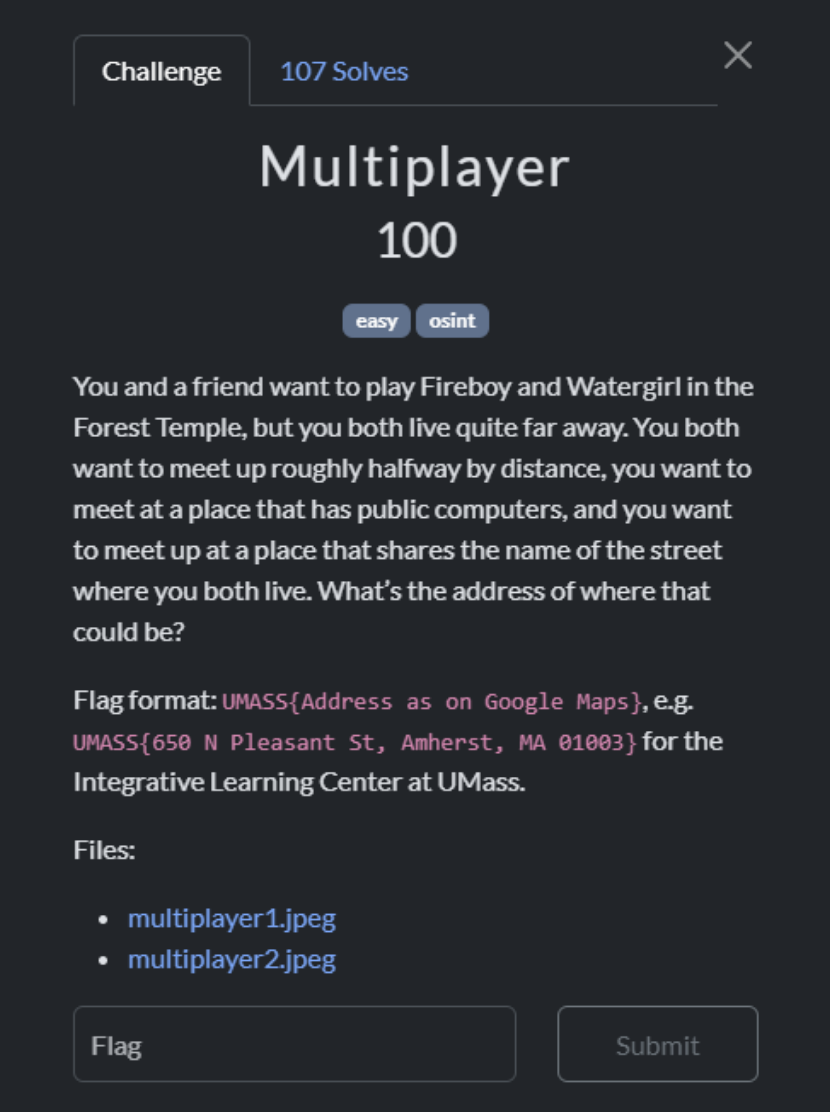 Challenge
107 Solves
Multiplayer
100
easy osint
You and a friend want to play Fireboy and Watergirl in the
Forest Temple, but you both live quite far away. You both
want to meet up roughly halfway by distance, you want to
meet at a place that has public computers, and you want
to meet up at a place that shares the name of the street
where you both live. What’s the address of where that
could be?
Flag format: UMASS{Address as on Google Maps}, e.g.
UMASS{650 N Pleasant St, Amherst, MA 01003} for the
Integrative Learning Center at UMass.
Files:
• multiplayer1.jpeg
• multiplayer2.jpeg
Flag
Submit